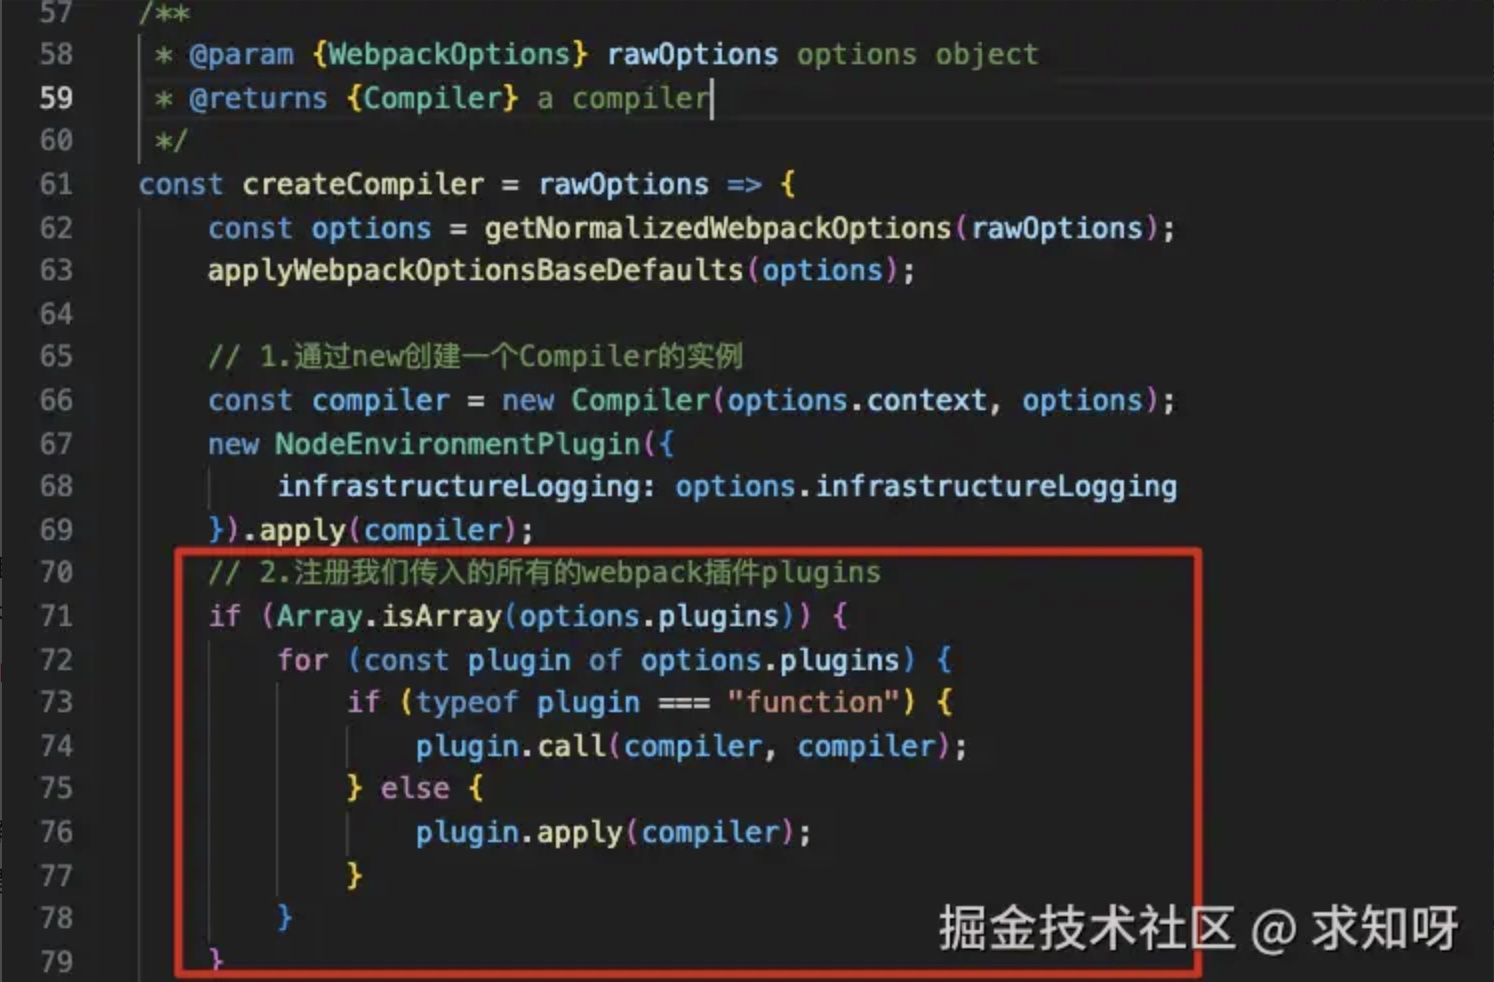 57 /**
58 * @param {WebpackOptions} rawOptions options object
59 * @returns {Compiler} a compiler
60 */
61 const createCompiler = rawOptions => {
62 const options = getNormalizedWebpackOptions(rawOptions);
63 applyWebpackOptionsBaseDefaults(options);
64
65 // 1.通过new创建一个Compiler的实例
66 const compiler = new Compiler(options.context, options);
67 new NodeEnvironmentPlugin({
68 infrastructureLogging: options.infrastructureLogging
69 }).apply(compiler);
70 // 2.注册我们传入的所有的webpack插件plugins
71 if (Array.isArray(options.plugins)) {
72 for (const plugin of options.plugins) {
73 if (typeof plugin === "function") {
74 plugin.call(compiler, compiler);
75 } else {
76 plugin.apply(compiler);
77 }
78 }
79 }
掘金技术社区 @ 求知呀